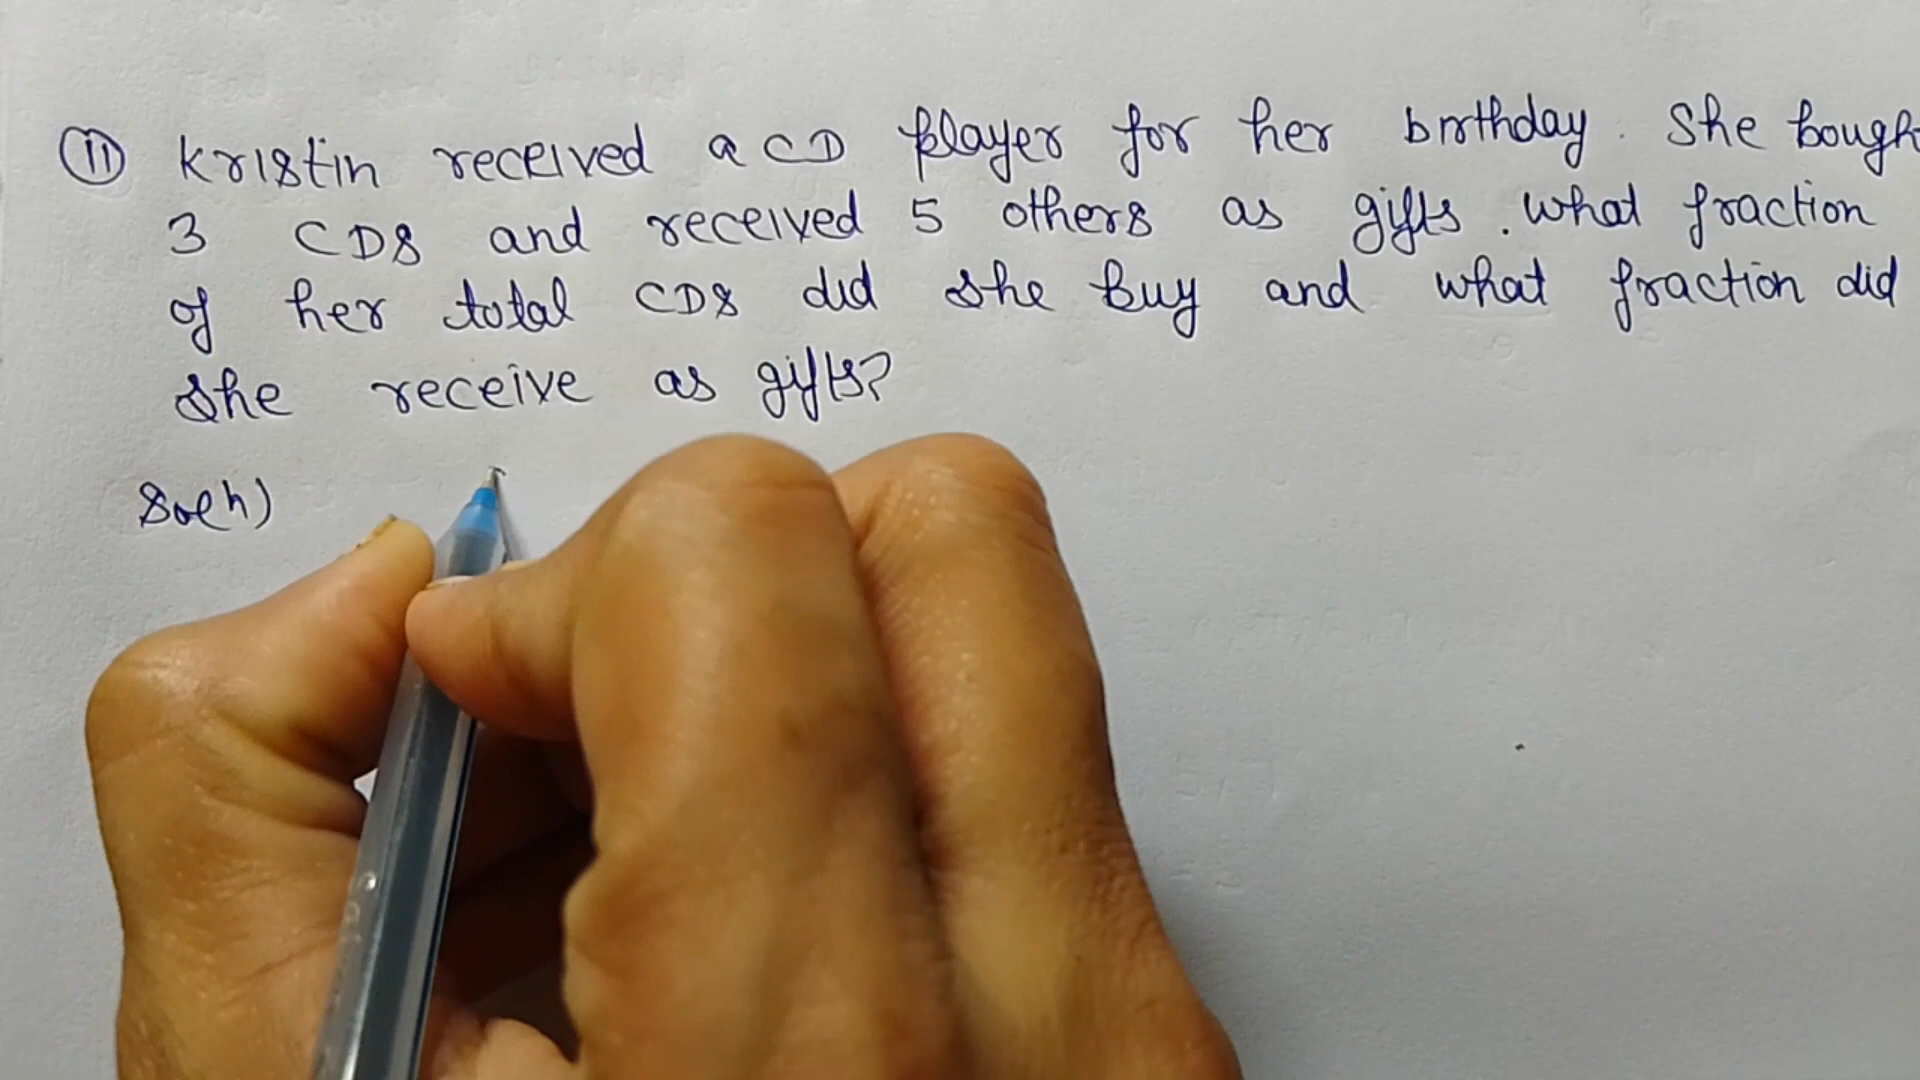 11 Kristin received a CD player for her birthday. She bough
3 CDs and received 5 others as gifts. what fraction
of her total CDs did she buy and what fraction did
she receive as gifts?
Soln)